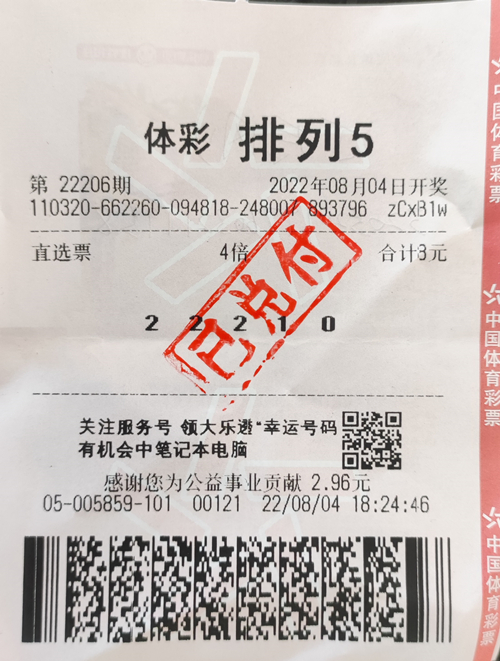 体彩 排列5
第 22206期 2022年08月04日开奖
110320-662260-094818-248007 893796 zCxB1w
直选票 4倍 合计8元
2 2 2 1 0
已兑付
关注服务号 领大乐透"幸运号码
有机会中笔记本电脑
感谢您为公益事业贡献 2.96元
05-005859-101 00121 22/08/04 18:24:46
中国体育彩票
中国体育彩票
中国体育彩票